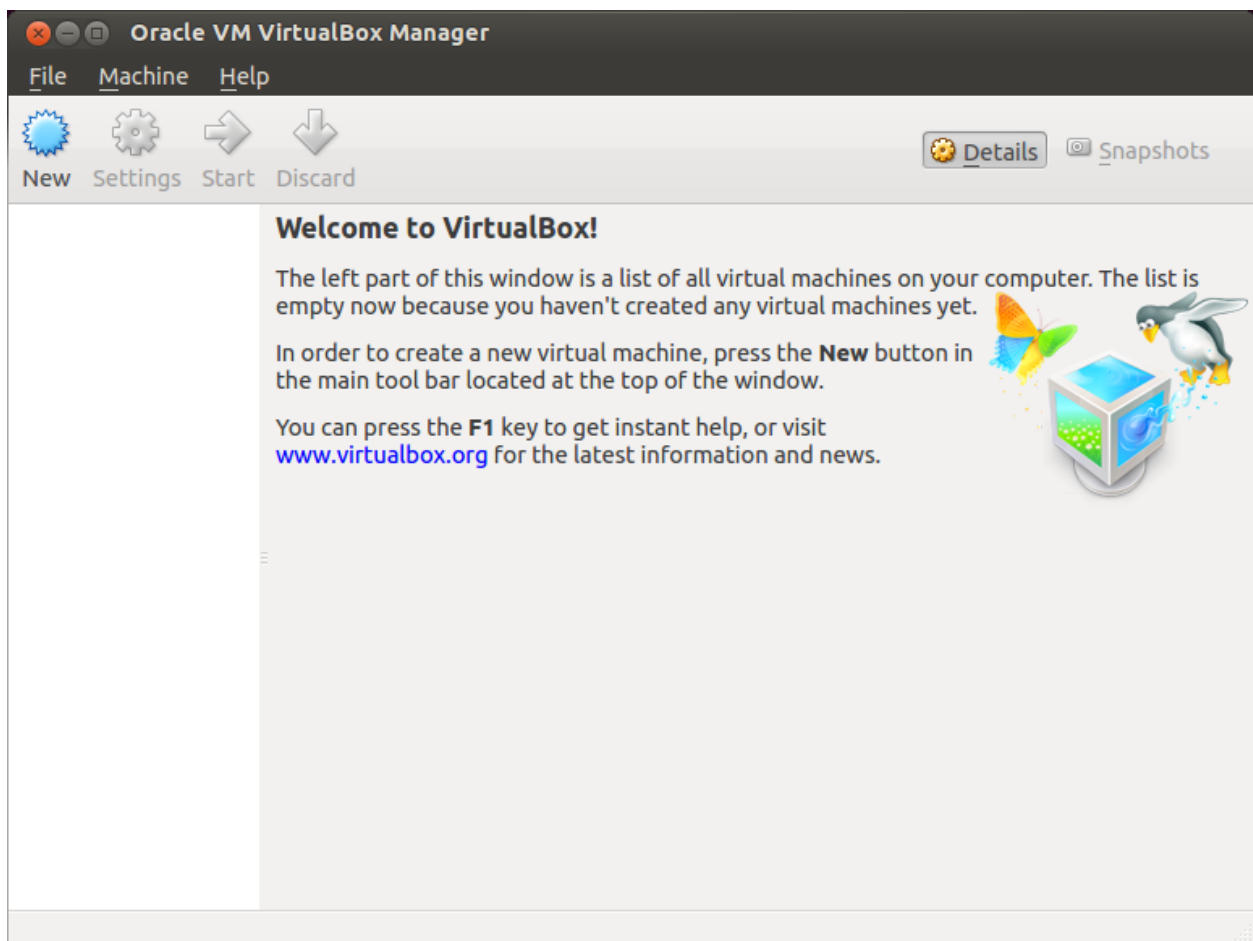 Oracle VM VirtualBox Manager
File Machine Help
New Settings Start Discard Details Snapshots
Welcome to VirtualBox!
The left part of this window is a list of all virtual machines on your computer. The list is
empty now because you haven't created any virtual machines yet.
In order to create a new virtual machine, press the New button in
the main tool bar located at the top of the window.
You can press the F1 key to get instant help, or visit
www.virtualbox.org for the latest information and news.